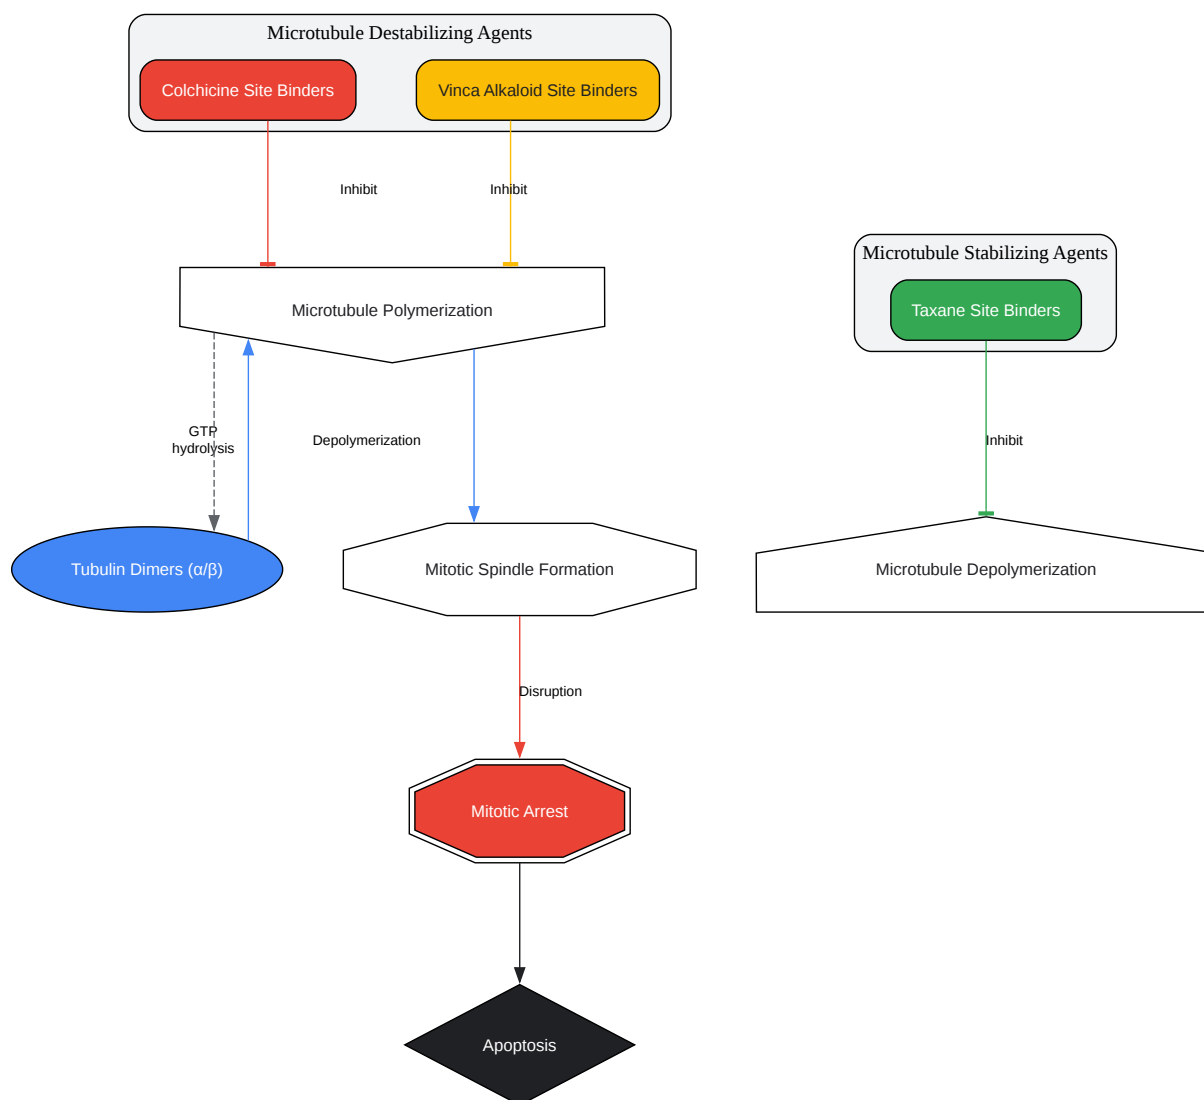 Microtubule Destabilizing Agents
Colchicine Site Binders
Vinca Alkaloid Site Binders
Inhibit
Inhibit
Microtubule Stabilizing Agents
Taxane Site Binders
Microtubule Polymerization
GTP
hydrolysis
Depolymerization
Inhibit
Tubulin Dimers (α/β)
Mitotic Spindle Formation
Microtubule Depolymerization
Disruption
Mitotic Arrest
Apoptosis